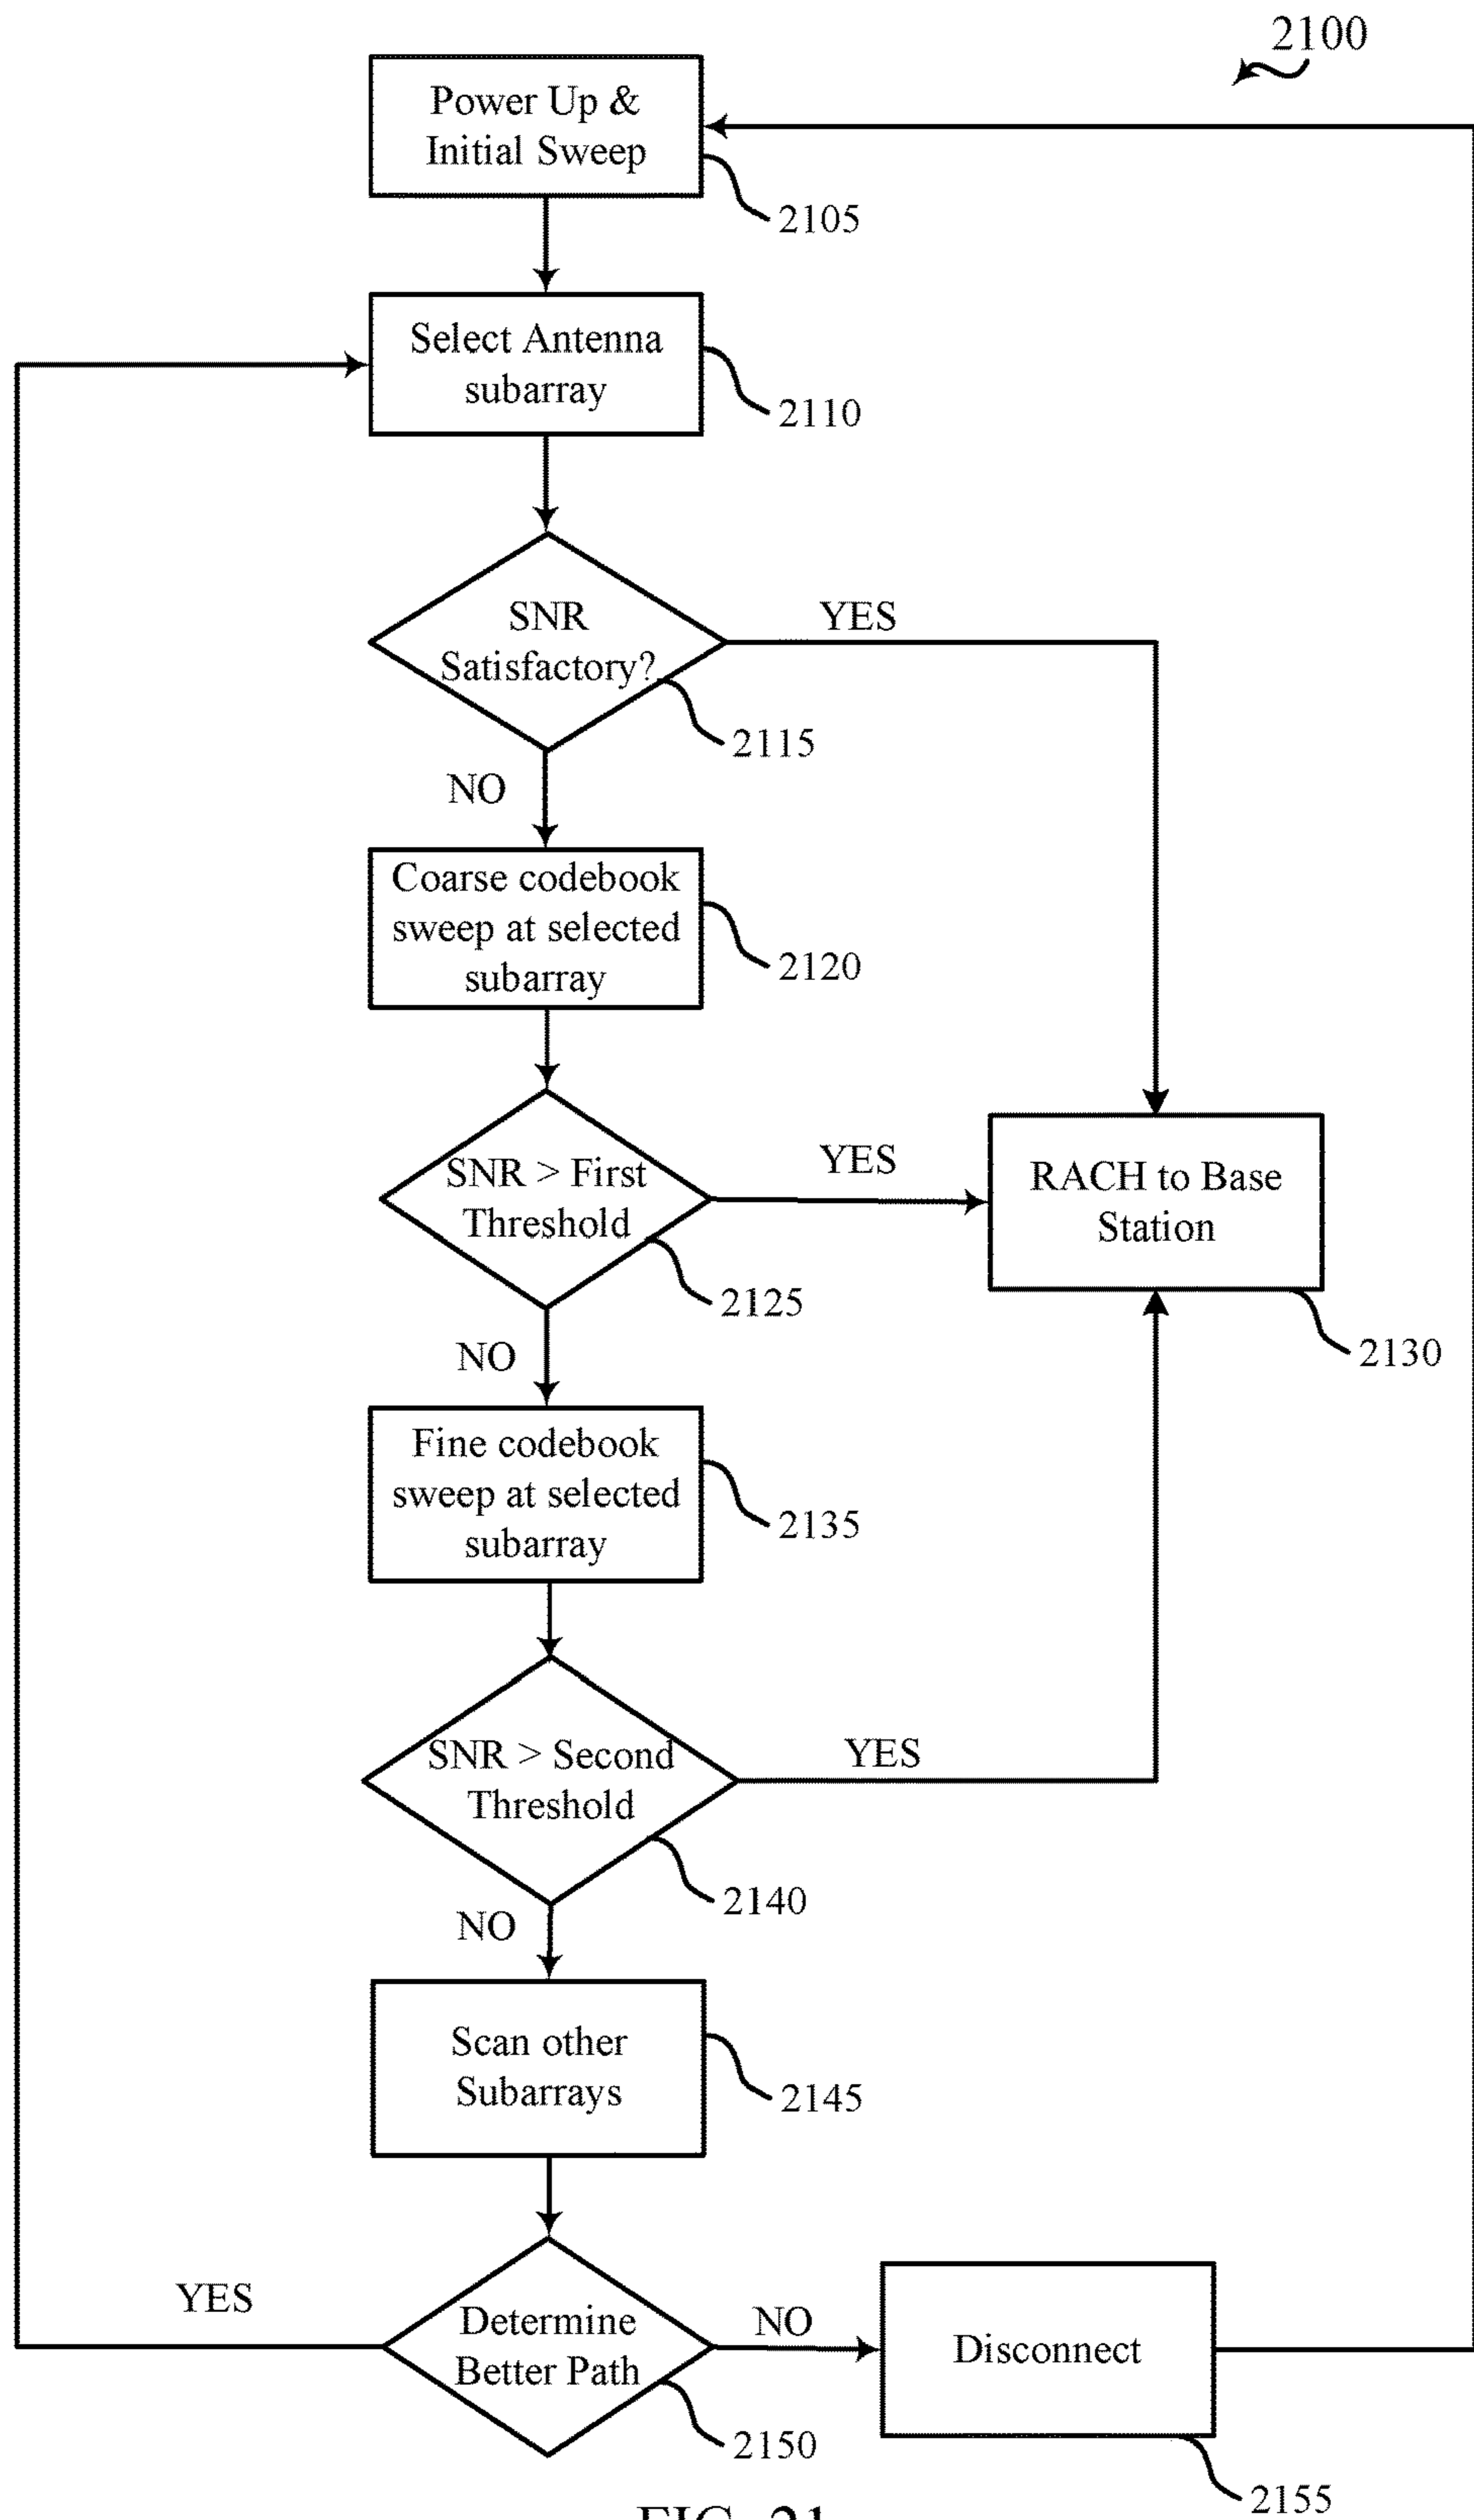 2100
Power Up &
Initial Sweep
2105
Select Antenna
subarray
2110
SNR
Satisfactory?
YES
2115
NO
Coarse codebook
sweep at selected
subarray
2120
SNR > First
Threshold
YES
RACH to Base
Station
2125
2130
NO
Fine codebook
sweep at selected
subarray
2135
SNR > Second
Threshold
YES
2140
NO
Scan other
Subarrays
2145
YES
Determine
Better Path
NO
Disconnect
2150
2155
FIG. 21